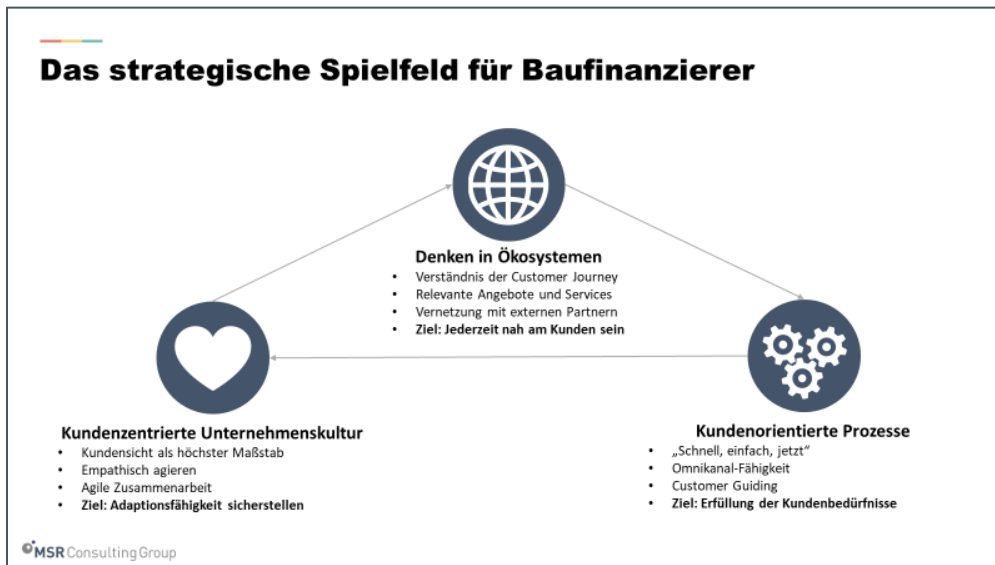 Das strategische Spielfeld für Baufinanzierer
Denken in Ökosystemen
• Verständnis der Customer Journey
• Relevante Angebote und Services
• Vernetzung mit externen Partnern
• Ziel: Jederzeit nah am Kunden sein
Kundenzentrierte Unternehmenskultur
• Kundensicht als höchster Maßstab
• Empathisch agieren
• Agile Zusammenarbeit
• Ziel: Adaptionsfähigkeit sicherstellen
Kundenorientierte Prozesse
• „Schnell, einfach, jetzt“
• Omnikanal-Fähigkeit
• Customer Guiding
• Ziel: Erfüllung der Kundenbedürfnisse
MSR Consulting Group